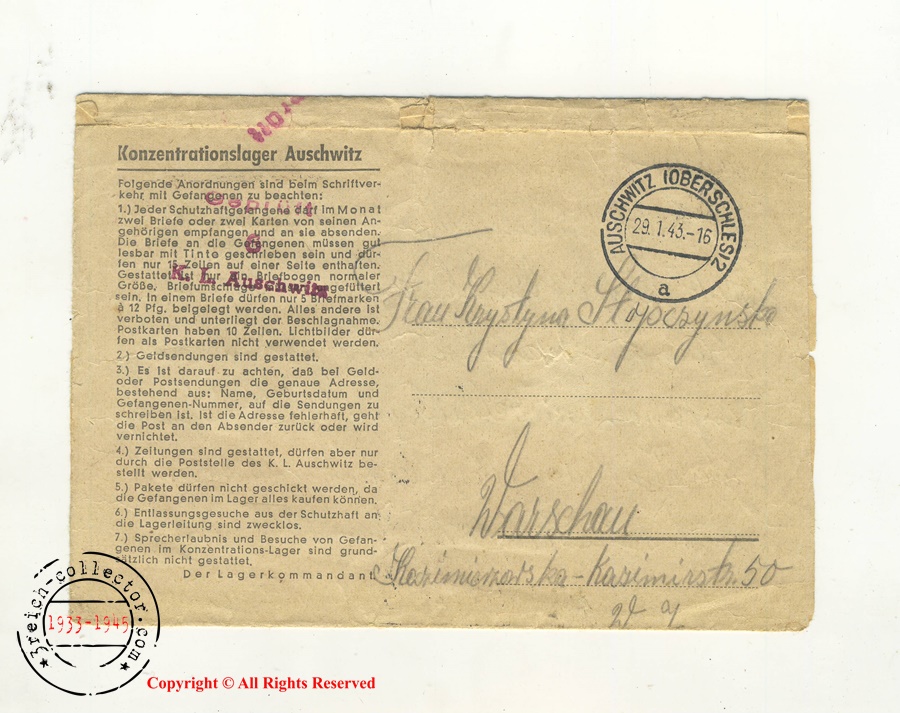 Konzentrationslager Auschwitz
Folgende Anordnungen sind beim Schriftver-
kehr mit Gefangenen zu beachten:
1.) Jeder Schutzhaftgefangene darf im Monat
zwei Briefe oder zwei Karten von seinen An-
gehörigen empfangen und an sie absenden.
Die Briefe an die Gefangenen müssen gut
lesbar mit Tinte geschrieben sein und dür-
fen nur 15 Zeilen auf einer Seite enthalten.
Gestattet ist nur ein Briefbogen normaler
Größe. Briefumschläge müssen ungefüttert
sein. In einem Briefe dürfen nur 5 Briefmarken
à 12 Pfg. beigelegt werden. Alles andere ist
verboten und unterliegt der Beschlagnahme.
Postkarten haben 10 Zeilen. Lichtbilder dür-
fen als Postkarten nicht verwendet werden.
2.) Geldsendungen sind gestattet.
3.) Es ist darauf zu achten, daß bei Geld-
oder Postsendungen die genaue Adresse,
bestehend aus: Name, Geburtsdatum und
Gefangenen-Nummer, auf die Sendungen zu
schreiben ist. Ist die Adresse fehlerhaft, geht
die Post an den Absender zurück oder wird
vernichtet.
4.) Zeitungen sind gestattet, dürfen aber nur
durch die Poststelle des K. L. Auschwitz be-
stellt werden.
5.) Pakete dürfen nicht geschickt werden, da
die Gefangenen im Lager alles kaufen können.
6.) Entlassungsgesuche aus der Schutzhaft an
die Lagerleitung sind zwecklos.
7.) Sprecherlaubnis und Besuche von Gefan-
genen im Konzentrations-Lager sind grund-
sätzlich nicht gestattet.
Der Lagerkommandant.
Geprüft
6
K. L. Auschwitz
AUSCHWITZ (OBERSCHLES)2
29.1.43.-16
a
Frau Krystyna
Warschau
Kazimierzowska-Kasimirstr. 50
3reich-collector.com
1933-1945
Copyright © All Rights Reserved